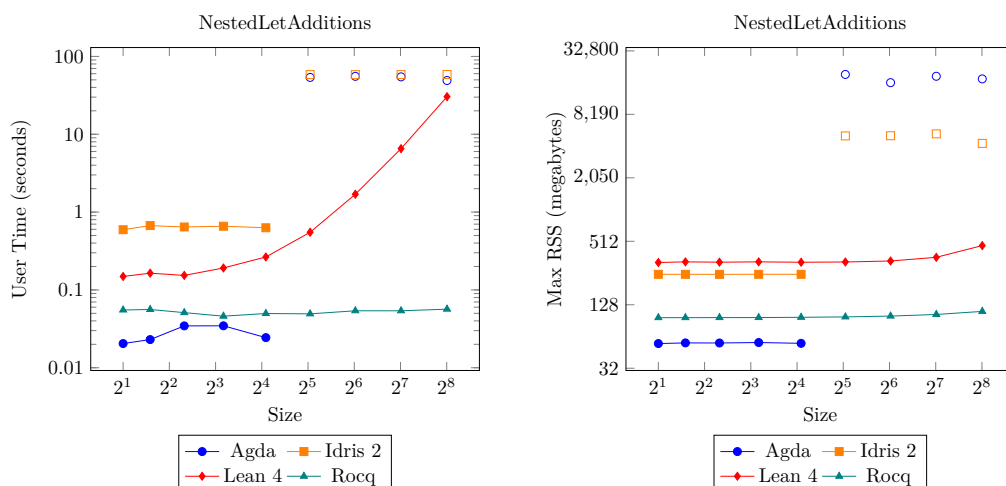 NestedLetAdditions
100
10
1
0.1
0.01
User Time (seconds)
2^1 2^2 2^3 2^4 2^5 2^6 2^7 2^8
Size
Agda Idris 2
Lean 4 Rocq
NestedLetAdditions
32,800
8,190
2,050
512
128
32
Max RSS (megabytes)
2^1 2^2 2^3 2^4 2^5 2^6 2^7 2^8
Size
Agda Idris 2
Lean 4 Rocq